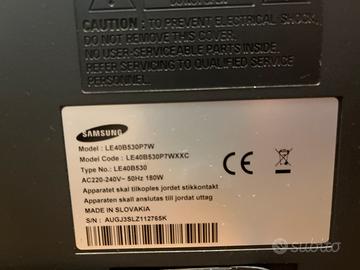 TO PREVENT ELECTRICAL SHOCK,
DO NOT REMOVE THIS COVER.
NO USER-SERVICEABLE PARTS INSIDE.
REFER SERVICING TO QUALIFIED SERVICE
PERSONNEL.
SAMSUNG
Model : LE40B530P7W
Model Code : LE40B530P7WXXC
Type No.: LE40B530
AC220-240V~ 50Hz 180W
Apparatet skal tilkoples jordet stikkontakt
Apparaten skall anslutas till jordat uttag
MADE IN SLOVAKIA
S/N : AUGJ3SLZ112765K
CE
subito